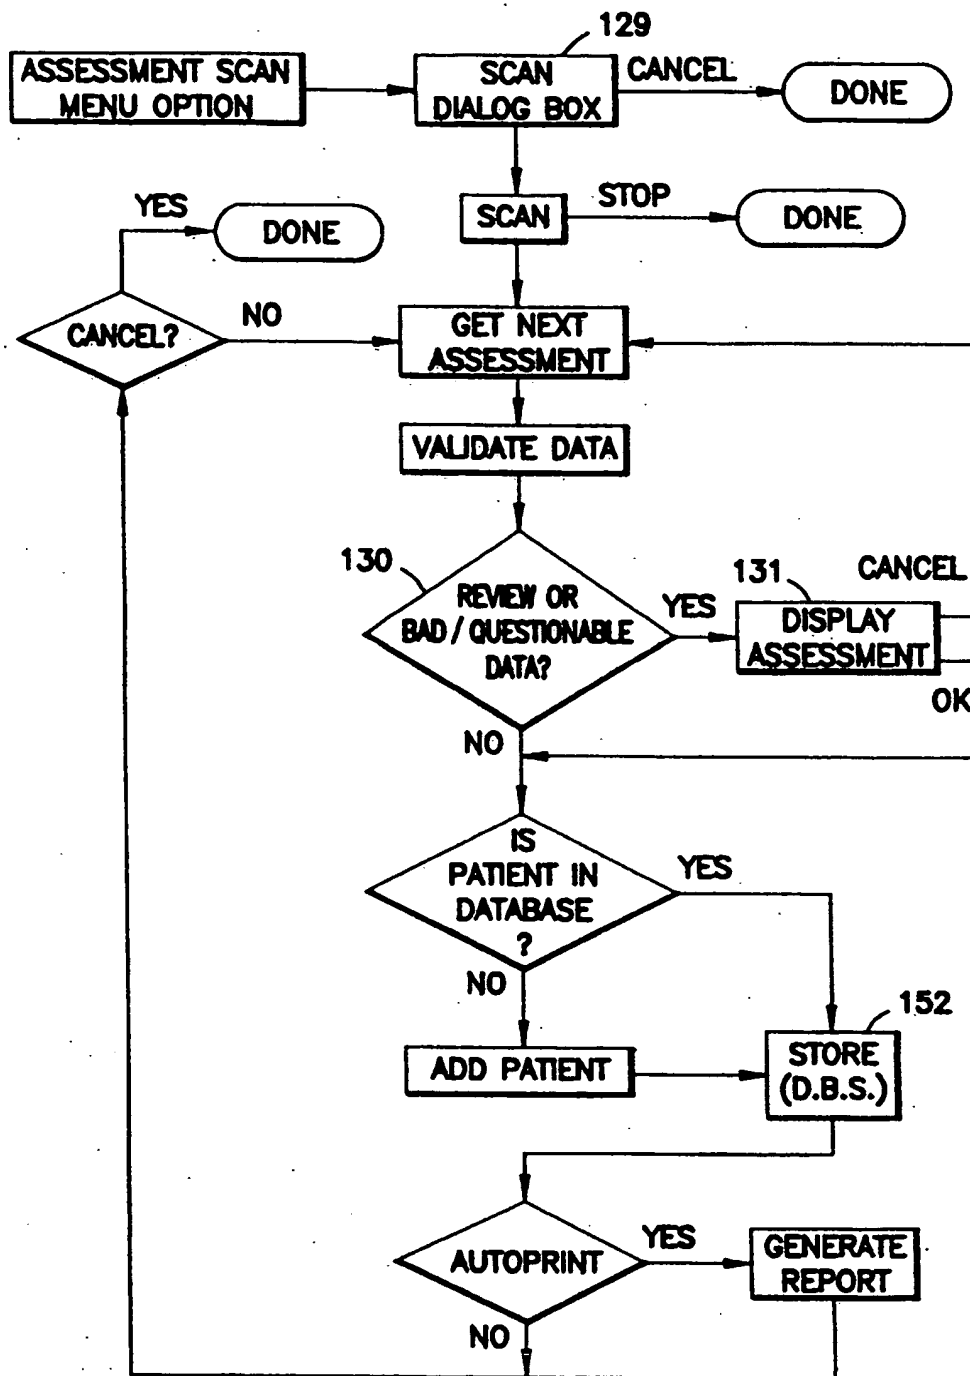 129
ASSESSMENT SCAN
MENU OPTION
SCAN
DIALOG BOX
CANCEL
DONE
YES
DONE
SCAN
STOP
DONE
CANCEL?
NO
GET NEXT
ASSESSMENT
VALIDATE DATA
130
REVIEW OR
BAD / QUESTIONABLE
DATA?
YES
131
DISPLAY
ASSESSMENT
CANCEL
OK
NO
IS
PATIENT IN
DATABASE
?
YES
NO
ADD PATIENT
152
STORE
(D.B.S.)
AUTOPRINT
YES
GENERATE
REPORT
NO